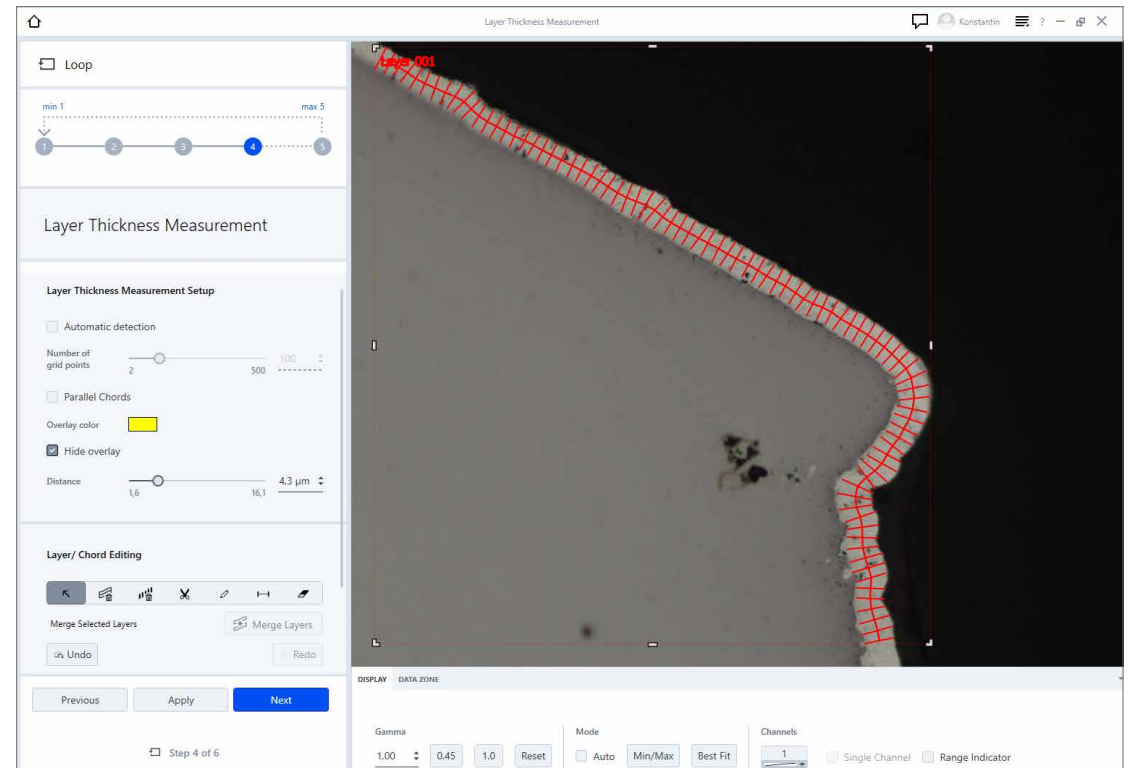 Layer Thickness Measurement
Konstantin
?
Loop
min 1
max 5
1
2
3
4
5
Layer Thickness Measurement
Layer Thickness Measurement Setup
Automatic detection
Number of
grid points
2
500
100
Parallel Chords
Overlay color
Hide overlay
Distance
1,6
16,1
4,3 µm
Layer/ Chord Editing
Merge Selected Layers
Merge Layers
Undo
Redo
Previous
Apply
Next
Step 4 of 6
Layer 001
DISPLAY DATA ZONE
Gamma
1.00
0.45
1.0
Reset
Mode
Auto
Min/Max
Best Fit
Channels
1
Single Channel
Range Indicator